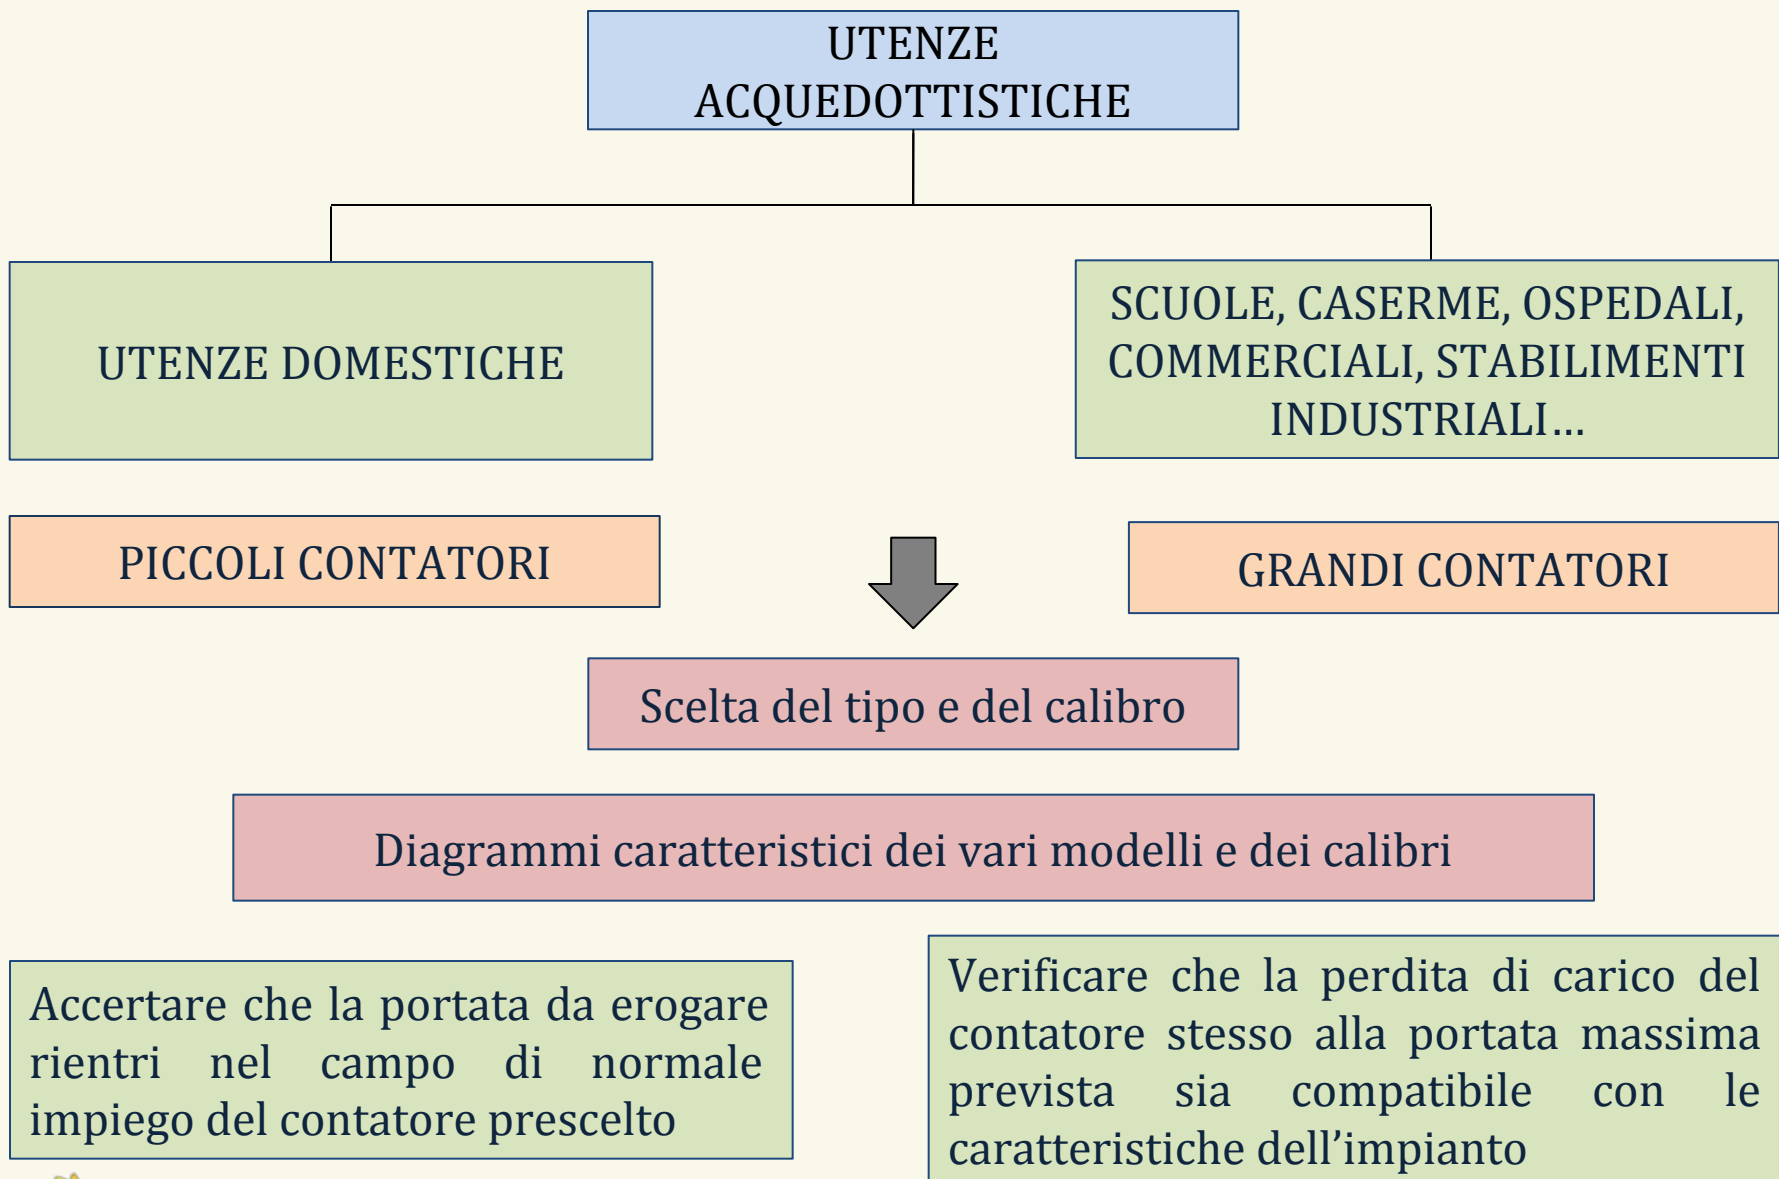 UTENZE
ACQUEDOTTISTICHE
UTENZE DOMESTICHE
SCUOLE, CASERME, OSPEDALI,
COMMERCIALI, STABILIMENTI
INDUSTRIALI…
PICCOLI CONTATORI
GRANDI CONTATORI
Scelta del tipo e del calibro
Diagrammi caratteristici dei vari modelli e dei calibri
Accertare che la portata da erogare
rientri nel campo di normale
impiego del contatore prescelto
Verificare che la perdita di carico del
contatore stesso alla portata massima
prevista sia compatibile con le
caratteristiche dell’impianto